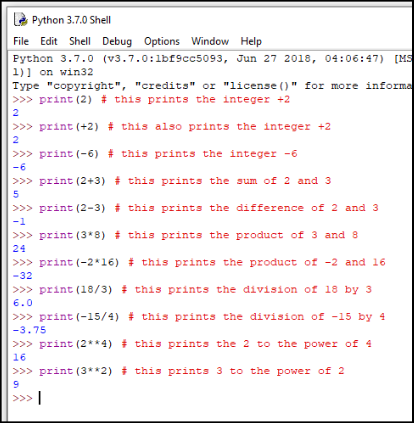 Python 3.7.0 Shell
File Edit Shell Debug Options Window Help
Python 3.7.0 (v3.7.0:1bf9cc5093, Jun 27 2018, 04:06:47) [MS
1)] on win32
Type "copyright", "credits" or "license()" for more informa
>>> print(2) # this prints the integer +2
2
>>> print(+2) # this also prints the integer +2
2
>>> print(-6) # this prints the integer -6
-6
>>> print(2+3) # this prints the sum of 2 and 3
5
>>> print(2-3) # this prints the difference of 2 and 3
-1
>>> print(3*8) # this prints the product of 3 and 8
24
>>> print(-2*16) # this prints the product of -2 and 16
-32
>>> print(18/3) # this prints the division of 18 by 3
6.0
>>> print(-15/4) # this prints the division of -15 by 4
-3.75
>>> print(2**4) # this prints the 2 to the power of 4
16
>>> print(3**2) # this prints 3 to the power of 2
9
>>>